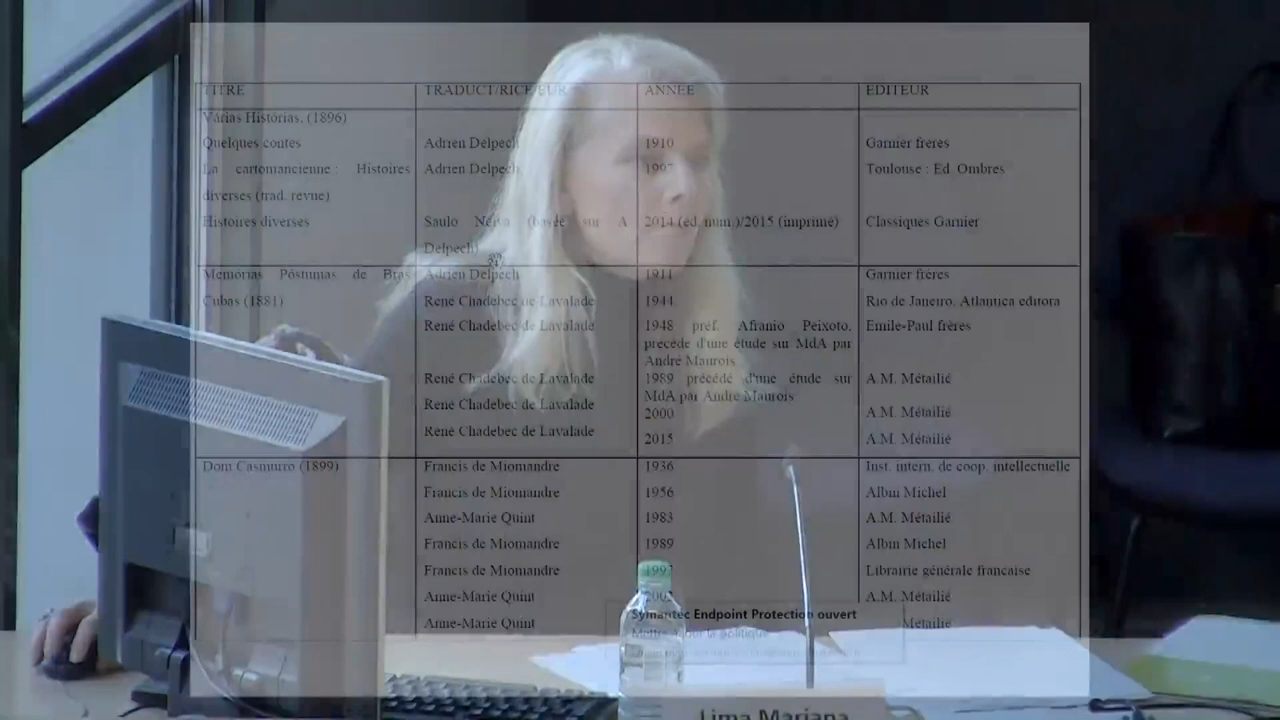 TITRE TRADUCT/RICE/EUR ANNEE EDITEUR
Várias Histórias. (1896)
Quelques contes Adrien Delpech 1910 Garnier frères
La cartomancienne : Histoires Adrien Delpech Toulouse : Ed. Ombres
diverses (trad. revue)
Histoires diverses Saulo Neiva (basée sur A. 2014 (ed. num.)/2015 (imprimé) Classiques Garnier
Delpech)
Memórias Póstumas de Brás Adrien Delpech 1911 Garnier frères
Cubas (1881) René Chadebec de Lavalade 1944 Rio de Janeiro, Atlantica editora
René Chadebec de Lavalade 1948 préf. Afranio Peixoto, Emile-Paul frères
précédé d'une étude sur MdA par
André Maurois
René Chadebec de Lavalade 1989 précédé d'une étude sur A.M. Métailié
MdA par André Maurois
René Chadebec de Lavalade 2000 A.M. Métailié
René Chadebec de Lavalade 2015 A.M. Métailié
Dom Casmurro (1899) Francis de Miomandre 1936 Inst. intern. de coop. intellectuelle
Francis de Miomandre 1956 Albin Michel
Anne-Marie Quint 1983 A.M. Métailié
Francis de Miomandre 1989 Albin Michel
Francis de Miomandre Librairie générale française
Anne-Marie Quint A.M. Métailié
Anne-Marie Quint Métailié
Symantec Endpoint Protection ouvert
Mettre à jour la politique
Lima Mariana